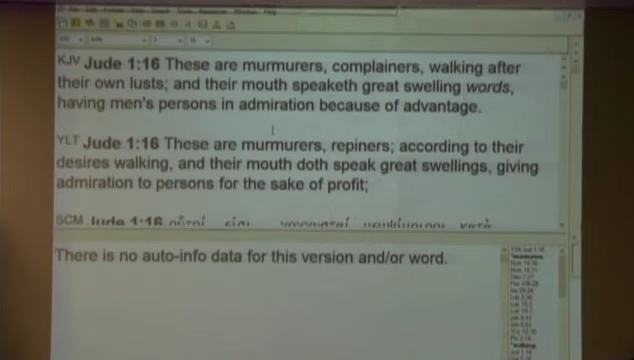 KJV Jude 1:16 These are murmurers, complainers, walking after
their own lusts; and their mouth speaketh great swelling words,
having men's persons in admiration because of advantage.
YLT Jude 1:16 These are murmurers, repiners; according to their
desires walking, and their mouth doth speak great swellings, giving
admiration to persons for the sake of profit;
SCM Jude 1:16
There is no auto-info data for this version and/or word.